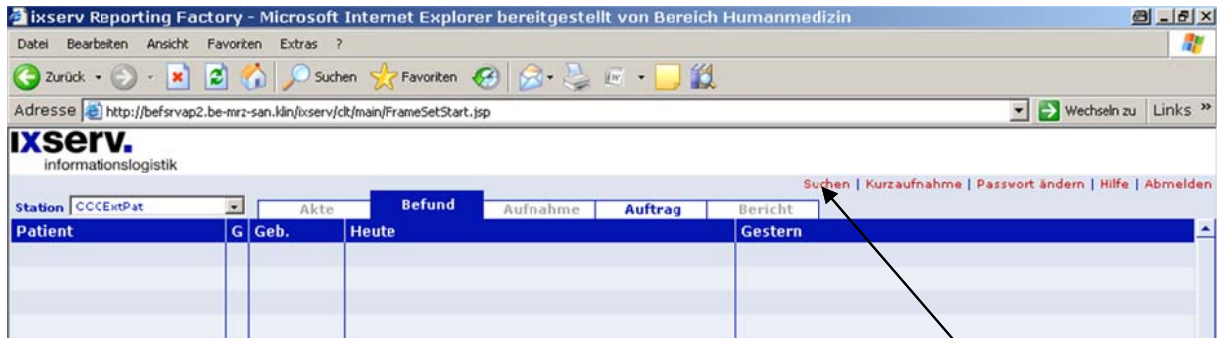 ixserv Reporting Factory - Microsoft Internet Explorer bereitgestellt von Bereich Humanmedizin
Datei Bearbeiten Ansicht Favoriten Extras ?
Zurück Suchen Favoriten
Adresse http://befsrvap2.be-mrz-san.klin/ixserv/clt/main/FrameSetStart.jsp Wechseln zu Links »
ixserv.
informationslogistik
Suchen | Kurzaufnahme | Passwort ändern | Hilfe | Abmelden
Station CCCExtPat Akte Befund Aufnahme Auftrag Bericht
Patient G Geb. Heute Gestern